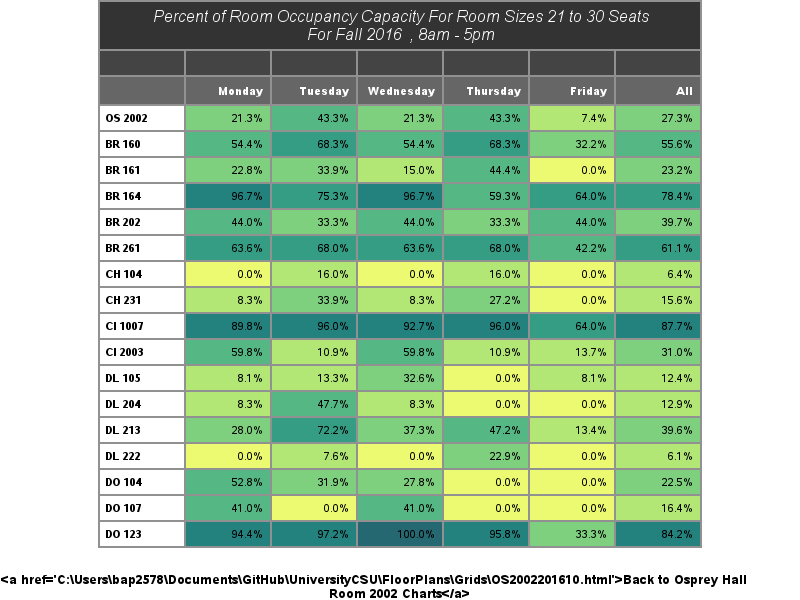 Percent of Room Occupancy Capacity For Room Sizes 21 to 30 Seats
For Fall 2016 , 8am - 5pm
Monday Tuesday Wednesday Thursday Friday All
OS 2002 21.3% 43.3% 21.3% 43.3% 7.4% 27.3%
BR 160 54.4% 68.3% 54.4% 68.3% 32.2% 55.6%
BR 161 22.8% 33.9% 15.0% 44.4% 0.0% 23.2%
BR 164 96.7% 75.3% 96.7% 59.3% 64.0% 78.4%
BR 202 44.0% 33.3% 44.0% 33.3% 44.0% 39.7%
BR 261 63.6% 68.0% 63.6% 68.0% 42.2% 61.1%
CH 104 0.0% 16.0% 0.0% 16.0% 0.0% 6.4%
CH 231 8.3% 33.9% 8.3% 27.2% 0.0% 15.6%
CI 1007 89.8% 96.0% 92.7% 96.0% 64.0% 87.7%
CI 2003 59.8% 10.9% 59.8% 10.9% 13.7% 31.0%
DL 105 8.1% 13.3% 32.6% 0.0% 8.1% 12.4%
DL 204 8.3% 47.7% 8.3% 0.0% 0.0% 12.9%
DL 213 28.0% 72.2% 37.3% 47.2% 13.4% 39.6%
DL 222 0.0% 7.6% 0.0% 22.9% 0.0% 6.1%
DO 104 52.8% 31.9% 27.8% 0.0% 0.0% 22.5%
DO 107 41.0% 0.0% 41.0% 0.0% 0.0% 16.4%
DO 123 94.4% 97.2% 100.0% 95.8% 33.3% 84.2%
<a href='C:\Users\bap2578\Documents\GitHub\UniversityCSU\FloorPlans\Grids\OS2002201610.html'>Back to Osprey Hall
Room 2002 Charts</a>